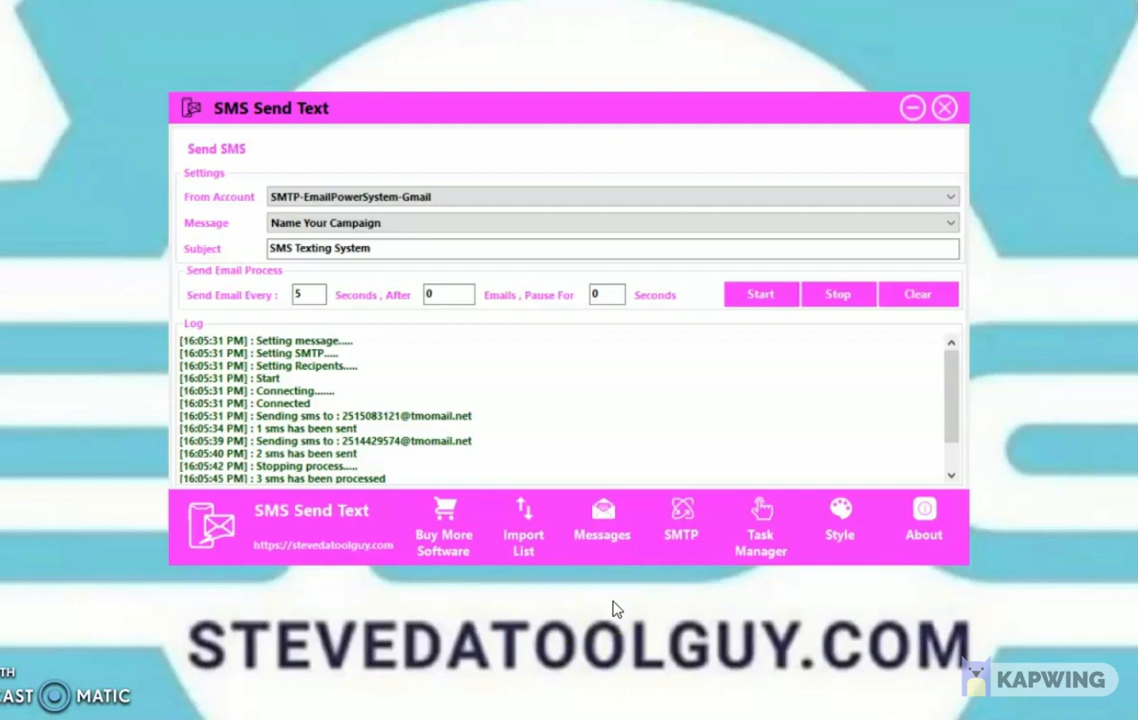 SMS Send Text
Send SMS
Settings
From Account SMTP-EmailPowerSystem-Gmail
Message Name Your Campaign
Subject SMS Texting System
Send Email Process
Send Email Every : 5 Seconds , After 0 Emails , Pause For 0 Seconds Start Stop Clear
Log
[16:05:31 PM] : Setting message.....
[16:05:31 PM] : Setting SMTP.....
[16:05:31 PM] : Setting Recipents.....
[16:05:31 PM] : Start
[16:05:31 PM] : Connecting.......
[16:05:31 PM] : Connected
[16:05:31 PM] : Sending sms to : 2515083121@tmomail.net
[16:05:34 PM] : 1 sms has been sent
[16:05:39 PM] : Sending sms to : 2514429574@tmomail.net
[16:05:40 PM] : 2 sms has been sent
[16:05:42 PM] : Stopping process.....
[16:05:45 PM] : 3 sms has been processed
SMS Send Text
https://stevedatoolguy.com
Buy More Software
Import List
Messages
SMTP
Task Manager
Style
About
STEVEDATOOLGUY.COM
TH
AST MATIC
KAPWING